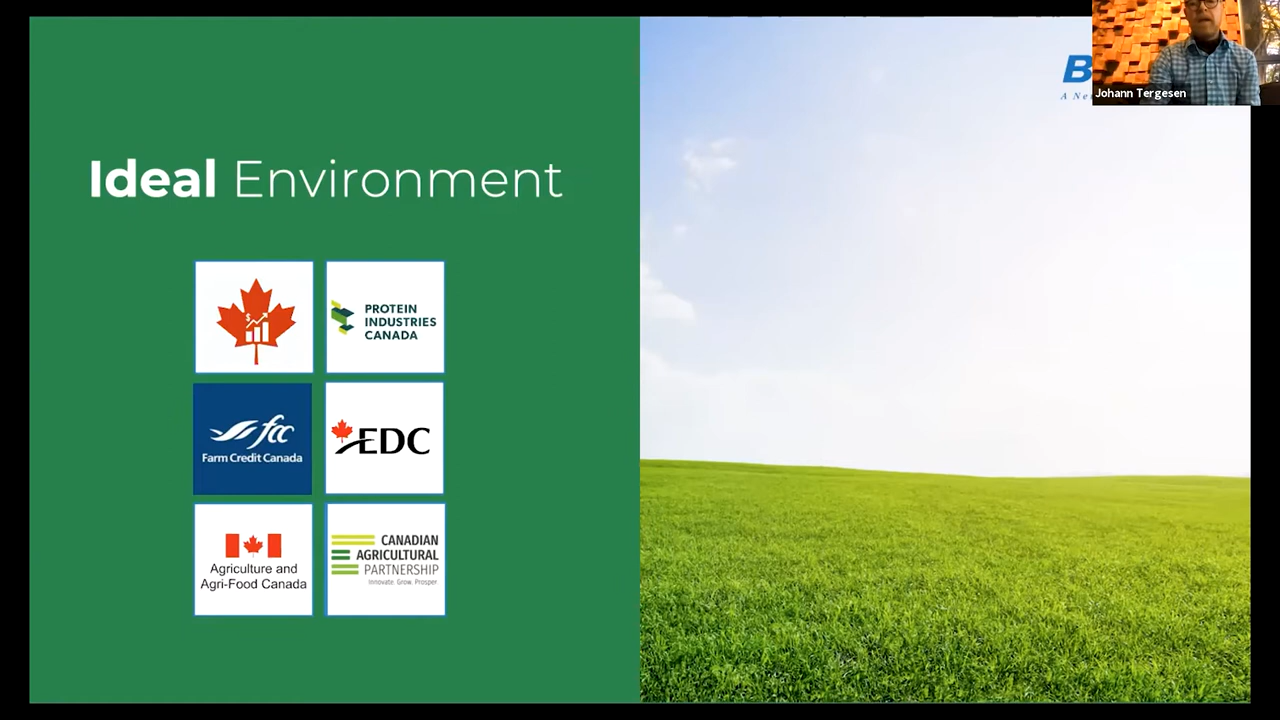 Ideal Environment
PROTEIN
INDUSTRIES
CANADA
fcc
Farm Credit Canada
EDC
Agriculture and
Agri-Food Canada
CANADIAN
AGRICULTURAL
PARTNERSHIP
Innovate. Grow. Prosper.
B
A Ne
Johann Tergesen